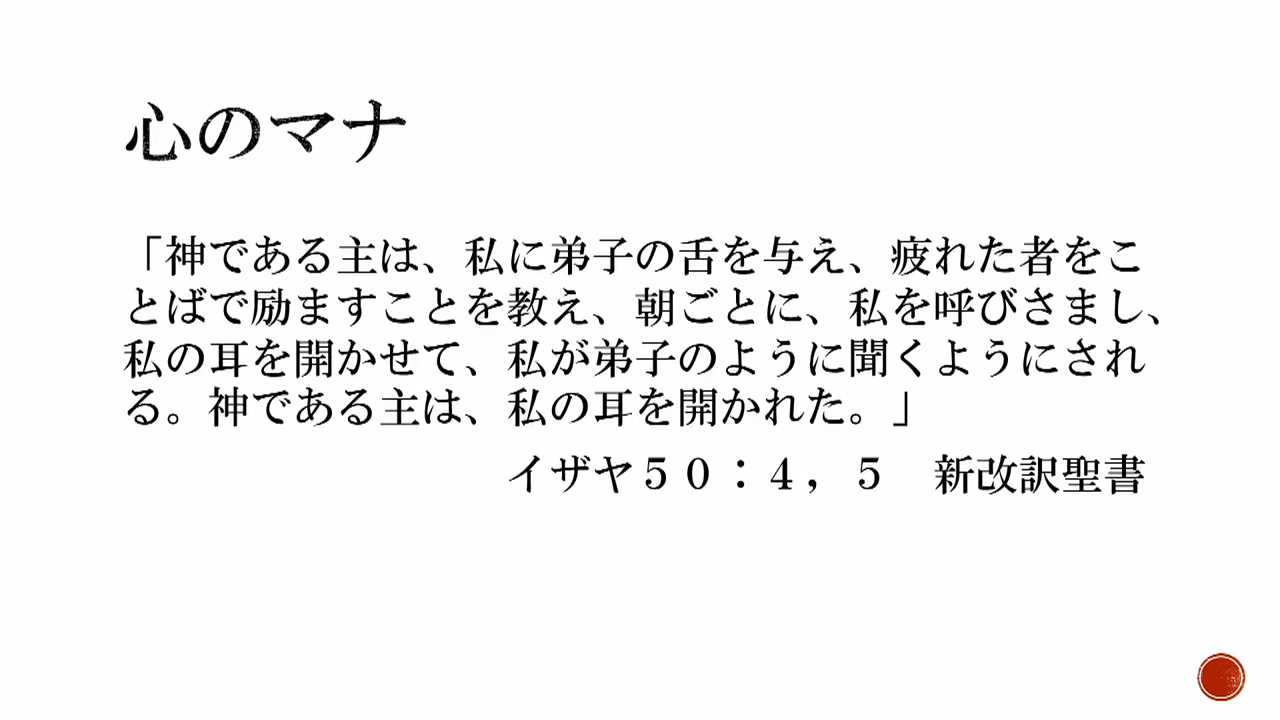 心のマナ
「神である主は、私に弟子の舌を与え、疲れた者をこ
とばで励ますことを教え、朝ごとに、私を呼びさまし、
私の耳を開かせて、私が弟子のように聞くようにされ
る。神である主は、私の耳を開かれた。」
イザヤ５０：４，５　新改訳聖書